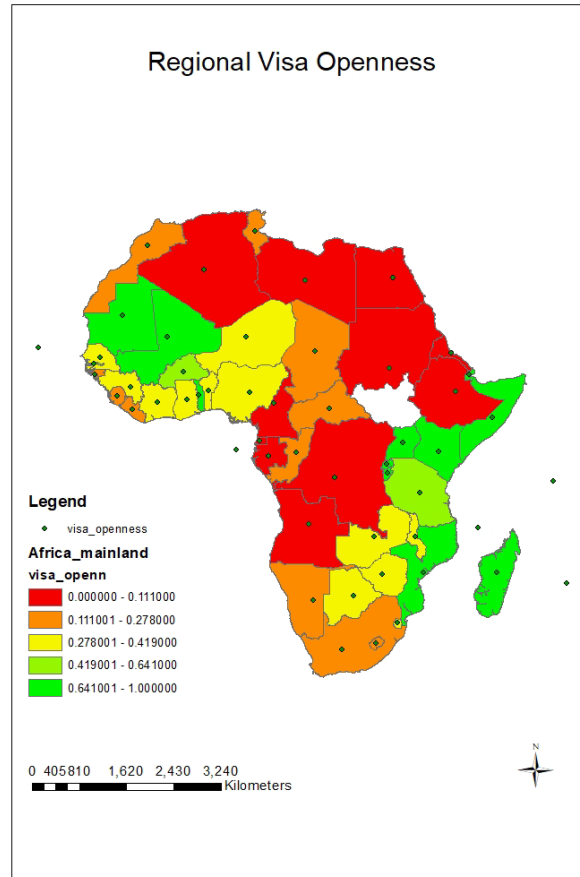 Regional Visa Openness
Legend
visa_openness
Africa_mainland
visa_openn
0.000000 - 0.111000
0.111001 - 0.278000
0.278001 - 0.419000
0.419001 - 0.641000
0.641001 - 1.000000
0 405810 1,620 2,430 3,240
Kilometers
N